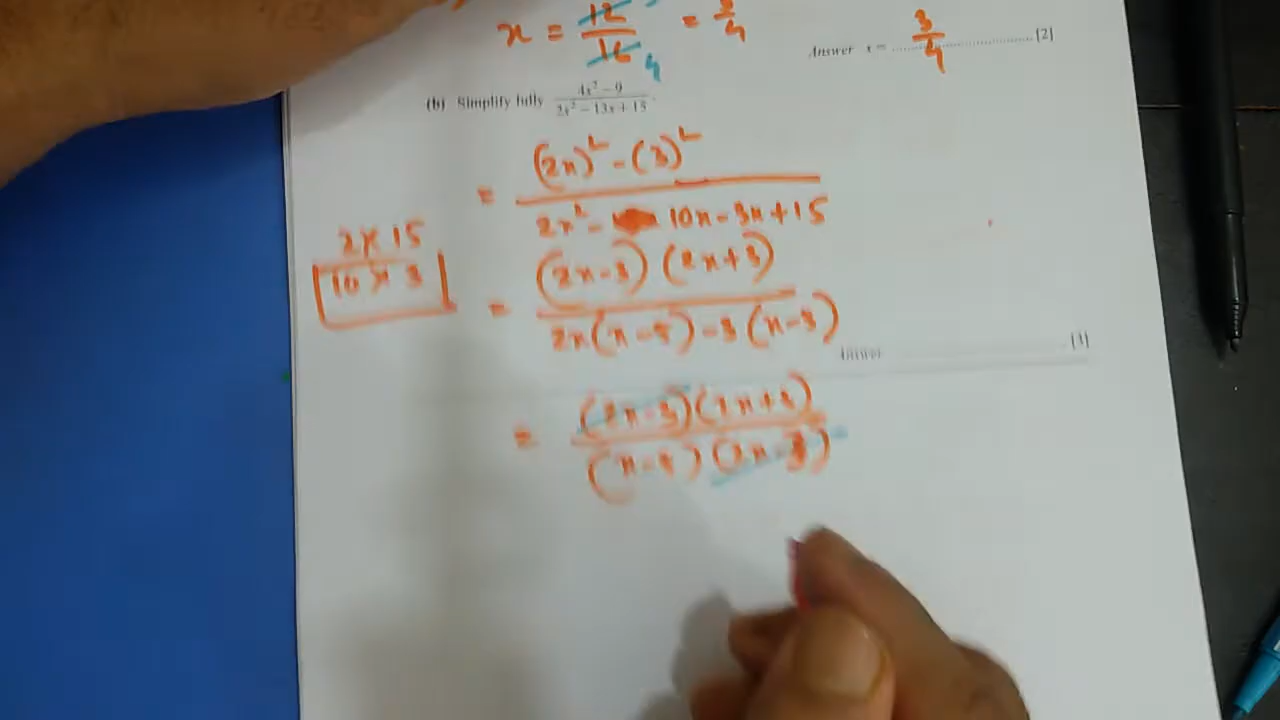 x = 12/16 = 3/4
4
Answer x = 3/4 [2]
(b) Simplify fully (4x² − 9)/(2x² − 13x + 15) .
= ((2x)² - (3)²)/(2x² - 10x - 3x + 15)
2 x 15
10 x 3
= ((2x-3) (2x+3))/(2x(x-5) - 3(x-5))
Answer [3]
= ((2x-3)(2x+3))/((x-5)(2x-3))